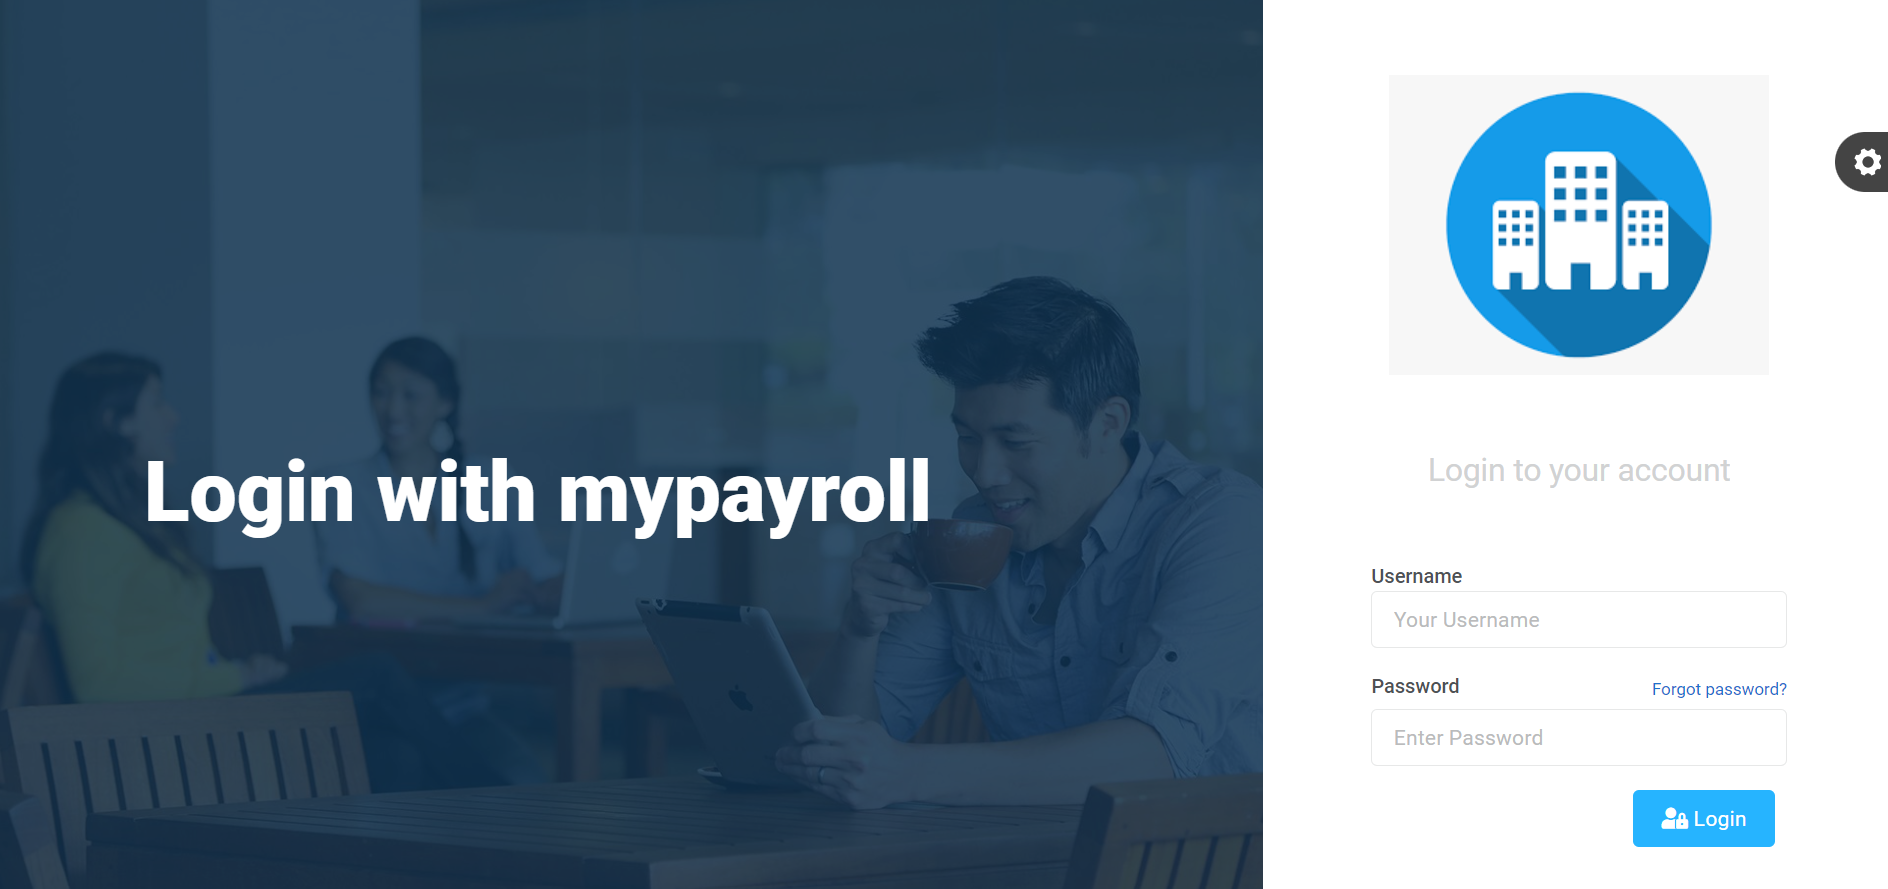 Login with mypayroll
Login to your account
Username
Your Username
Password
Forgot password?
Enter Password
Login